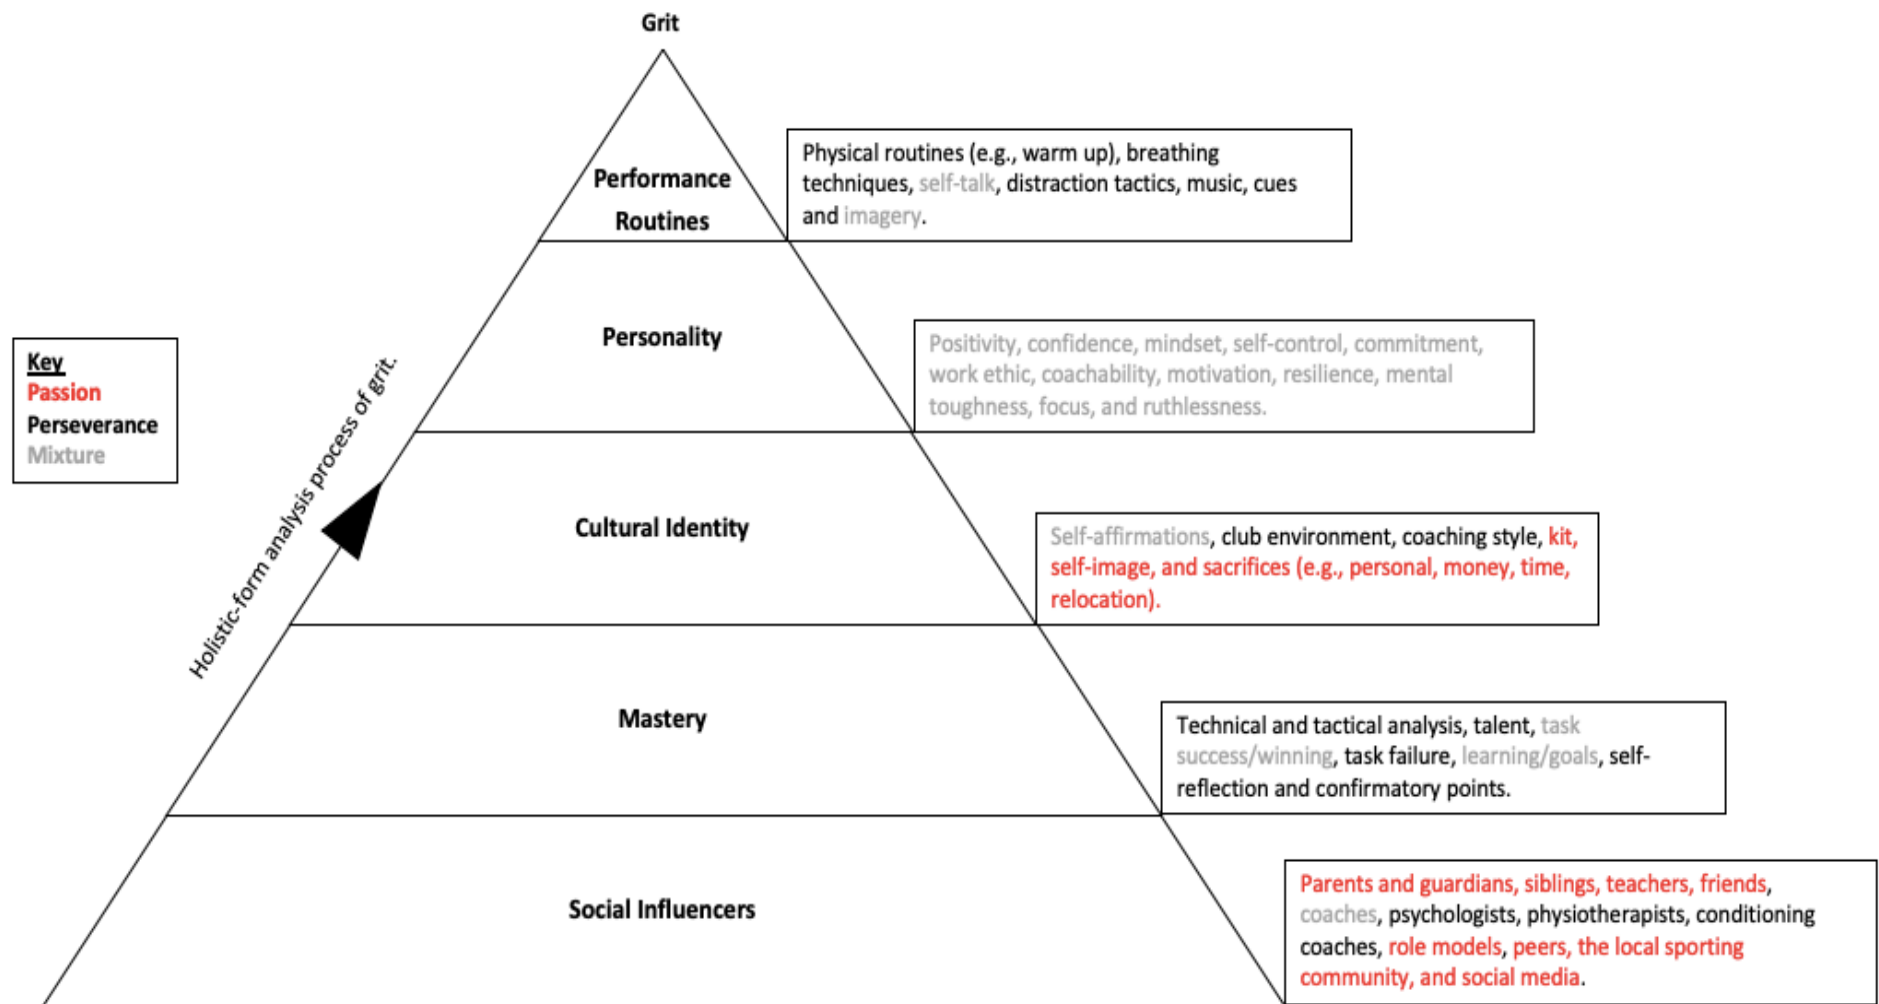 Grit
Performance
Routines
Physical routines (e.g., warm up), breathing
techniques, self-talk, distraction tactics, music, cues
and imagery.
Personality
Positivity, confidence, mindset, self-control, commitment,
work ethic, coachability, motivation, resilience, mental
toughness, focus, and ruthlessness.
Key
Passion
Perseverance
Mixture
Holistic-form analysis process of grit.
Cultural Identity
Self-affirmations, club environment, coaching style, kit,
self-image, and sacrifices (e.g., personal, money, time,
relocation).
Mastery
Technical and tactical analysis, talent, task
success/winning, task failure, learning/goals, self-
reflection and confirmatory points.
Social Influencers
Parents and guardians, siblings, teachers, friends,
coaches, psychologists, physiotherapists, conditioning
coaches, role models, peers, the local sporting
community, and social media.